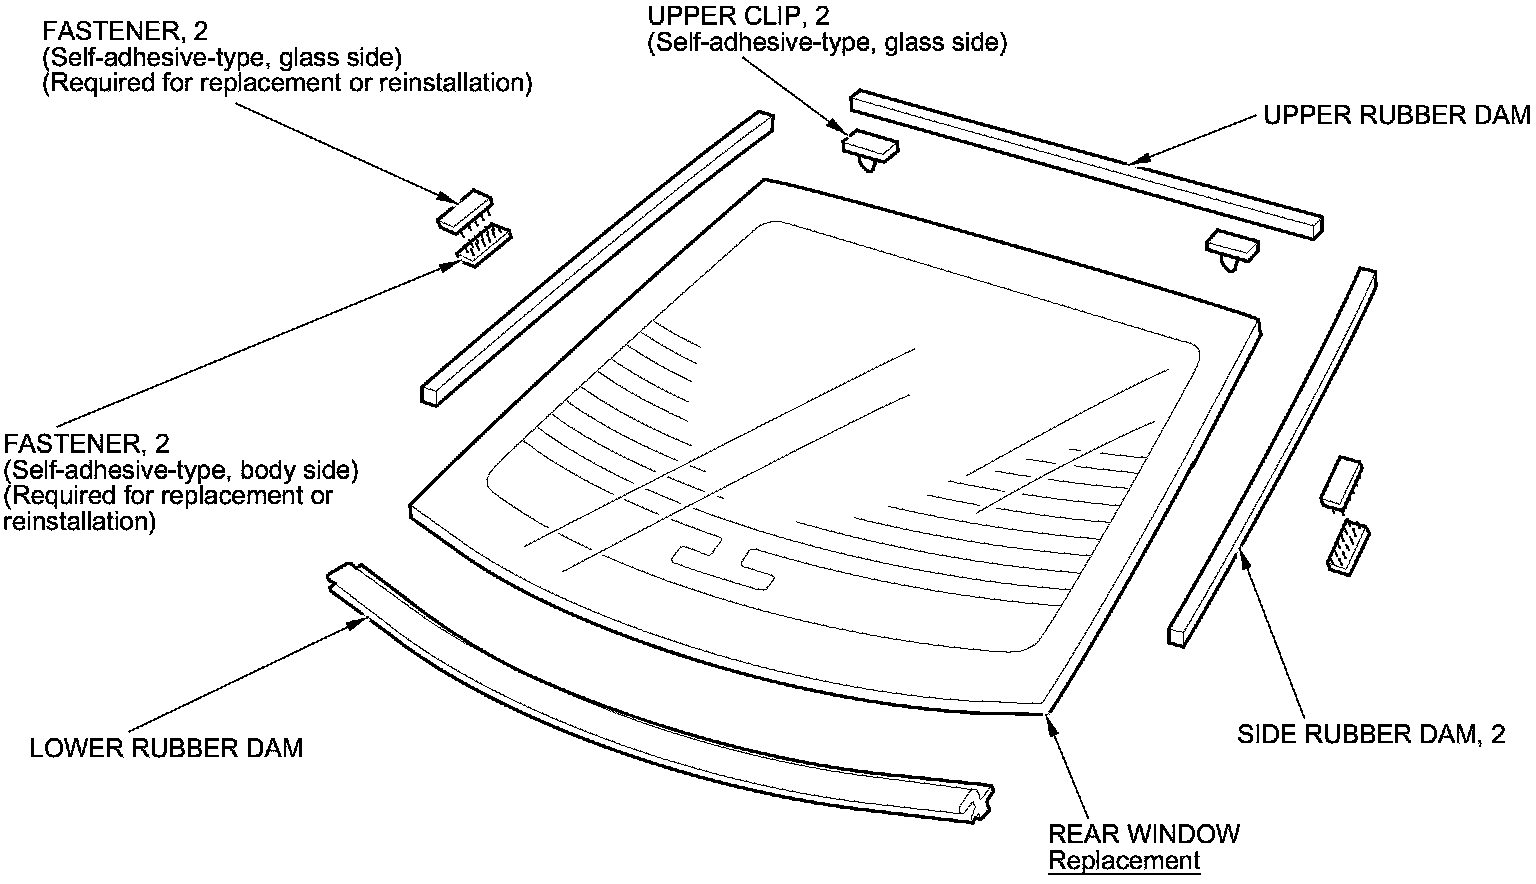 FASTENER, 2
(Self-adhesive-type, glass side)
(Required for replacement or reinstallation)
UPPER CLIP, 2
(Self-adhesive-type, glass side)
UPPER RUBBER DAM
FASTENER, 2
(Self-adhesive-type, body side)
(Required for replacement or
reinstallation)
LOWER RUBBER DAM
SIDE RUBBER DAM, 2
REAR WINDOW
Replacement